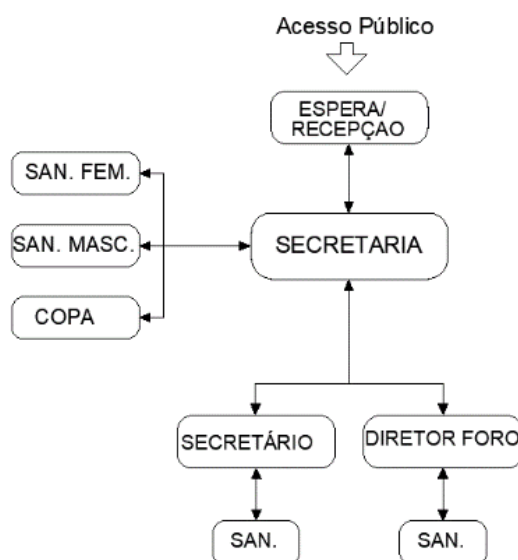 Acesso Público
ESPERA/
RECEPÇAO
SAN. FEM.
SAN. MASC.
SECRETARIA
COPA
SECRETÁRIO
DIRETOR FORO
SAN.
SAN.